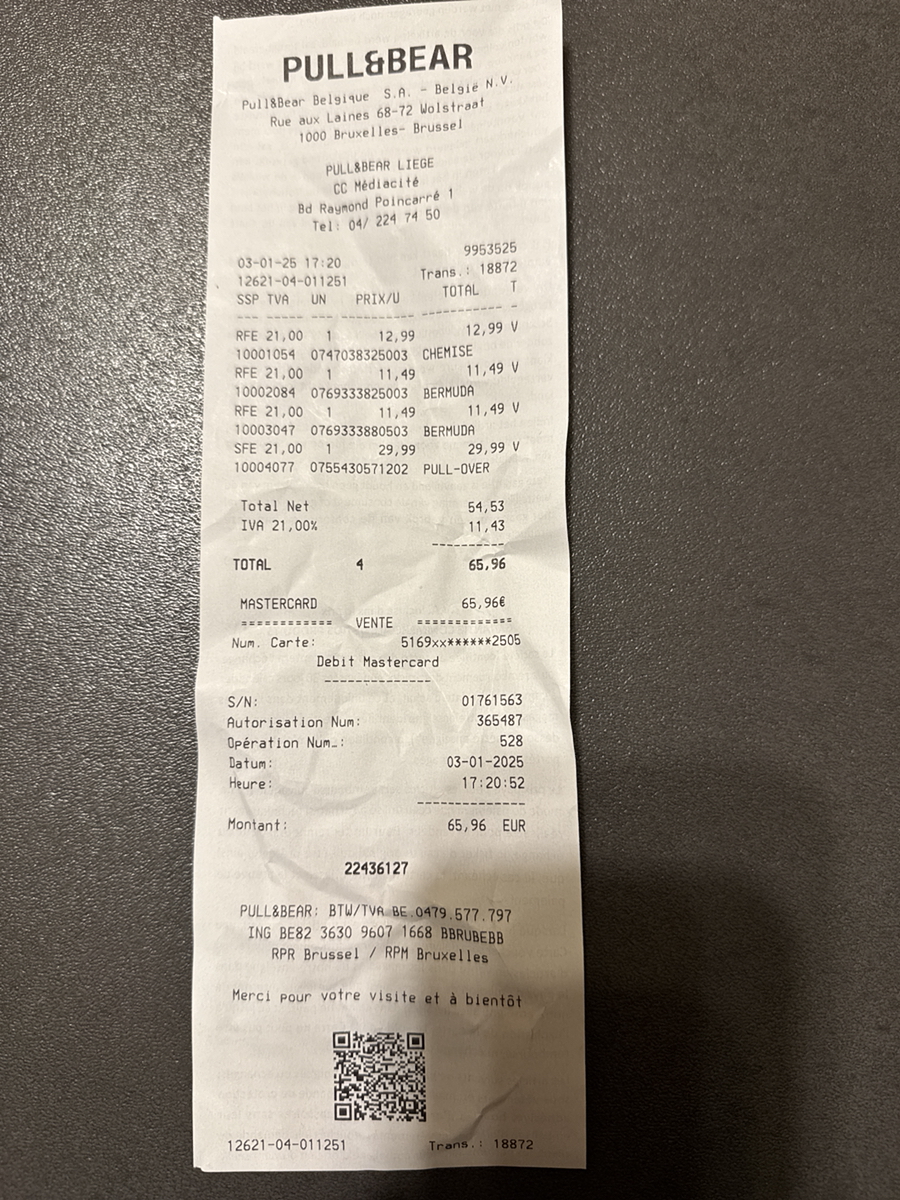 PULL&BEAR
Pull&Bear Belgique S.A. - België N.V.
Rue aux Laines 68-72 Wolstraat
1000 Bruxelles- Brussel
PULL&BEAR LIEGE
CC Médiacité
Bd Raymond Poincarré 1
Tel: 04/ 224 74 50
9953525
03-01-25 17:20
12621-04-011251 Trans.: 18872
SSP TVA UN PRIX/U TOTAL T
--- ----- --- ---------- ----------- -
RFE 21,00 1 12,99 12,99 V
10001054 0747038325003 CHEMISE
RFE 21,00 1 11,49 11,49 V
10002084 0769333825003 BERMUDA
RFE 21,00 1 11,49 11,49 V
10003047 0769333880503 BERMUDA
SFE 21,00 1 29,99 29,99 V
10004077 0755430571202 PULL-OVER
Total Net 54,53
IVA 21,00% 11,43
----------
TOTAL 4 65,96
MASTERCARD 65,96€
============ VENTE ============
Num. Carte: 5169xx******2505
Debit Mastercard
--------------
S/N: 01761563
Autorisation Num: 365487
Opération Num_: 528
Datum: 03-01-2025
Heure: 17:20:52
--------------
Montant: 65,96 EUR
22436127
PULL&BEAR: BTW/TVA BE.0479.577.797
ING BE82 3630 9607 1668 BBRUBEBB
RPR Brussel / RPM Bruxelles
Merci pour votre visite et à bientôt
12621-04-011251 Trans.: 18872